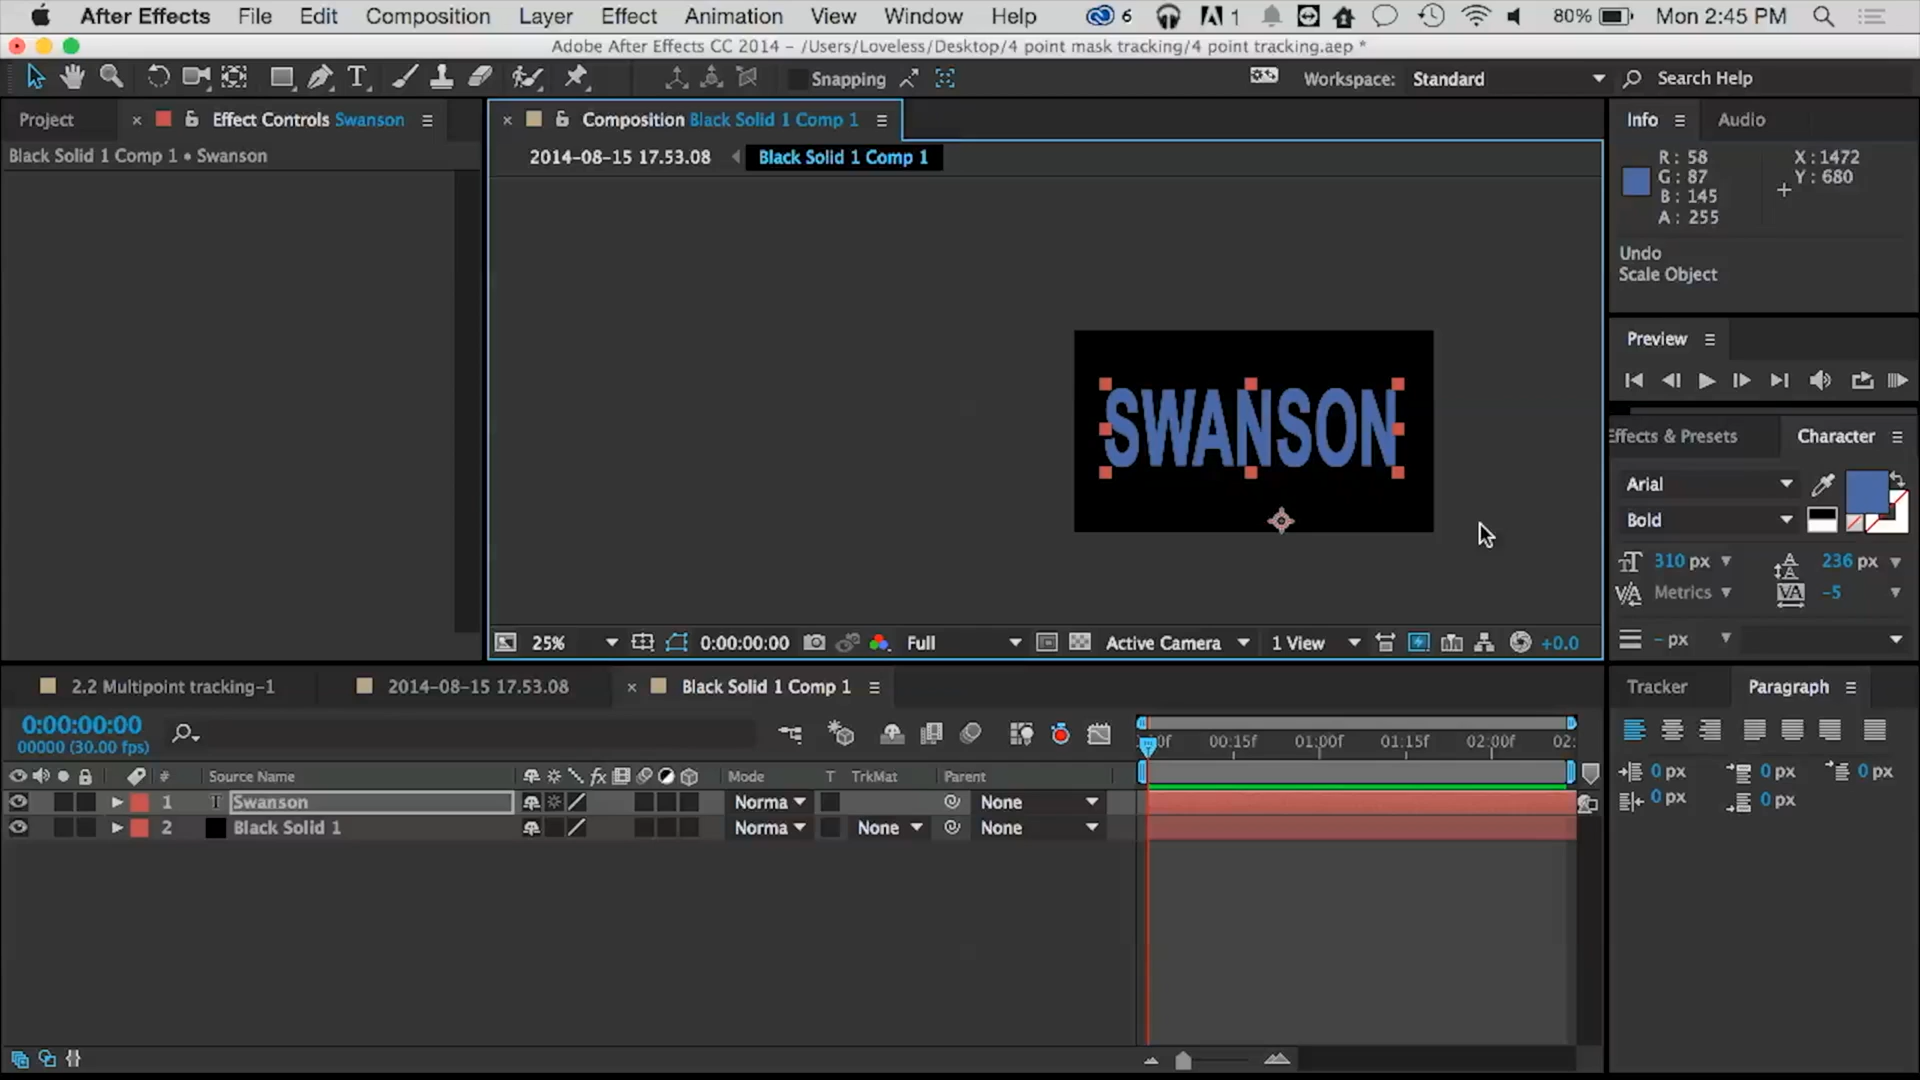 After Effects File Edit Composition Layer Effect Animation View Window Help 6 1 80% Mon 2:45 PM
Adobe After Effects CC 2014 - /Users/Loveless/Desktop/4 point mask tracking/4 point tracking.aep *
T Snapping Workspace: Standard Search Help
Project × Effect Controls Swanson × Composition Black Solid 1 Comp 1 Info Audio
Black Solid 1 Comp 1 • Swanson
2014-08-15 17.53.08 Black Solid 1 Comp 1
R: 58
G: 87
B: 145
A: 255
X: 1472
Y: 680
Undo
Scale Object
Preview
SWANSON
Effects & Presets Character
Arial
Bold
310 px 236 px
Metrics -5
- px
25% 0:00:00:00 Full Active Camera 1 View +0.0
2.2 Multipoint tracking-1 2014-08-15 17.53.08 × Black Solid 1 Comp 1 Tracker Paragraph
0:00:00:00
00000 (30.00 fps)
00f 00:15f 01:00f 01:15f 02:00f 02:
# Source Name fx Mode T TrkMat Parent
1 T Swanson Norma None
2 Black Solid 1 Norma None None
0 px 0 px 0 px
0 px 0 px